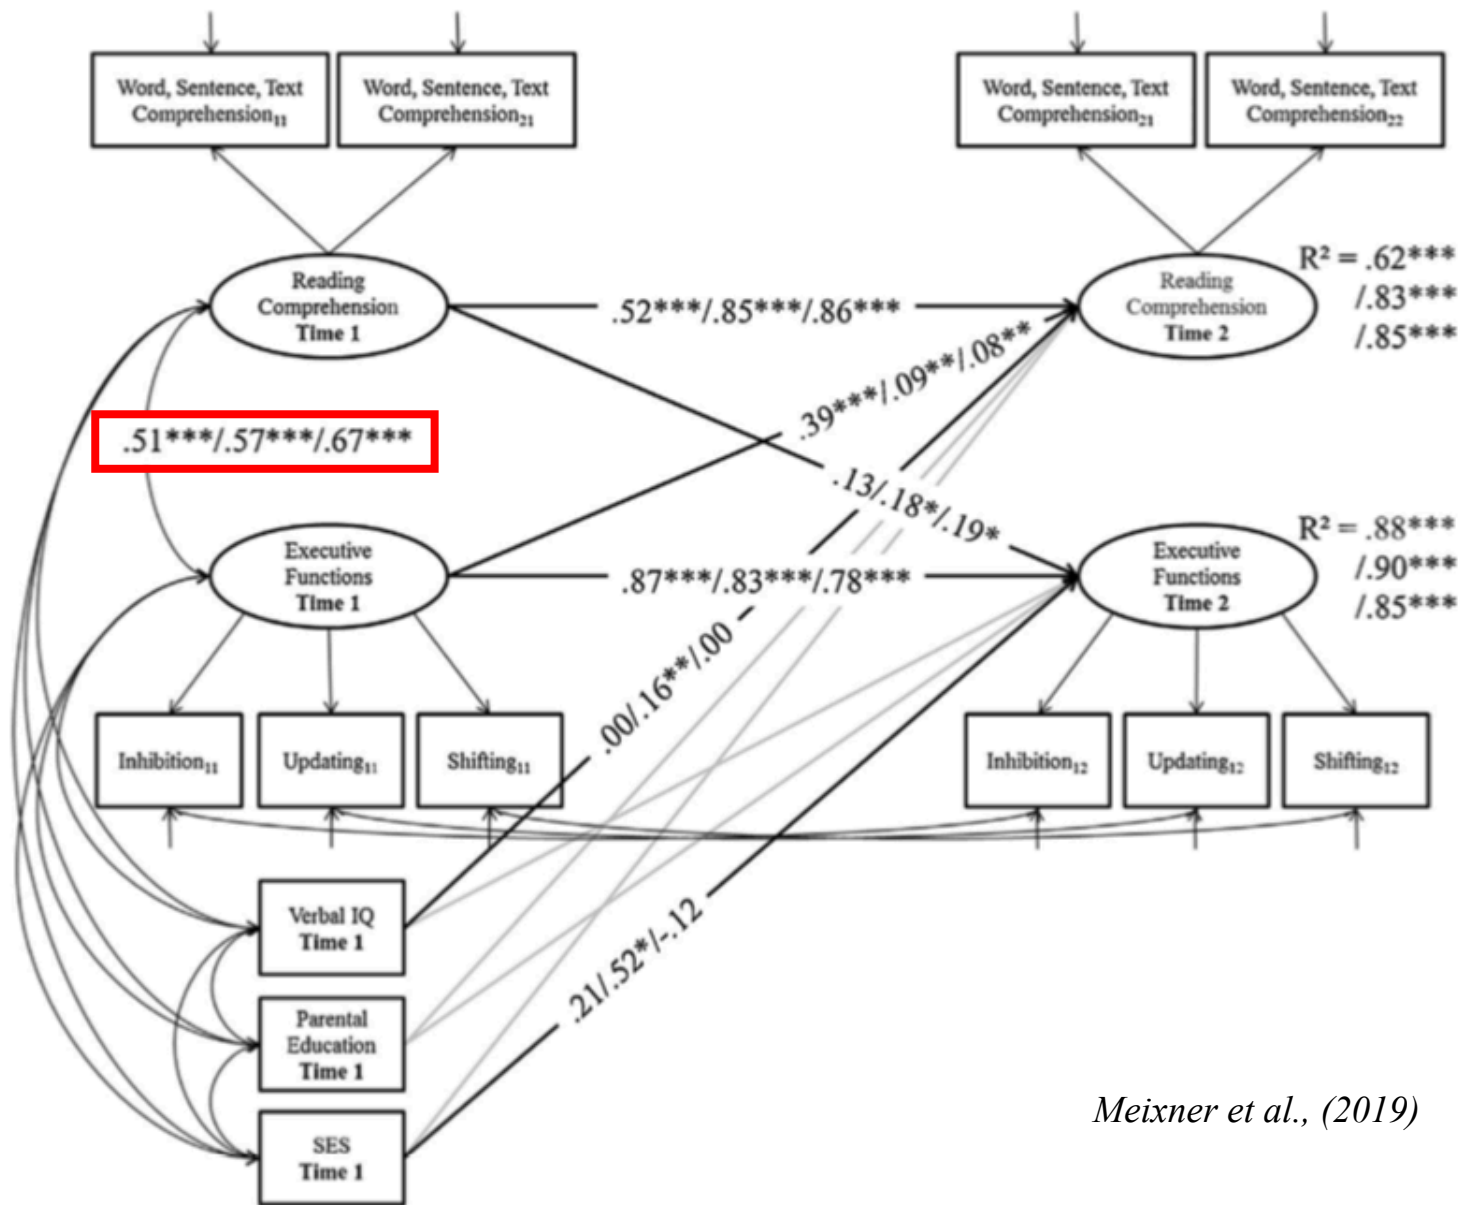 Word, Sentence, Text
Comprehension₁₁
Word, Sentence, Text
Comprehension₂₁
Word, Sentence, Text
Comprehension₂₁
Word, Sentence, Text
Comprehension₂₂
Reading
Comprehension
Time 1
.52***/.85***/.86***
Reading
Comprehension
Time 2
R² = .62***
/.83***
/.85***
.39***/.09**/.08**
.51***/.57***/.67***
.13/.18*/.19*
Executive
Functions
Time 1
.87***/.83***/.78***
Executive
Functions
Time 2
R² = .88***
/.90***
/.85***
.00/.16**/.00
Inhibition₁₁
Updating₁₁
Shifting₁₁
Inhibition₁₂
Updating₁₂
Shifting₁₂
Verbal IQ
Time 1
.21/.52*/-.12
Parental
Education
Time 1
SES
Time 1
Meixner et al., (2019)